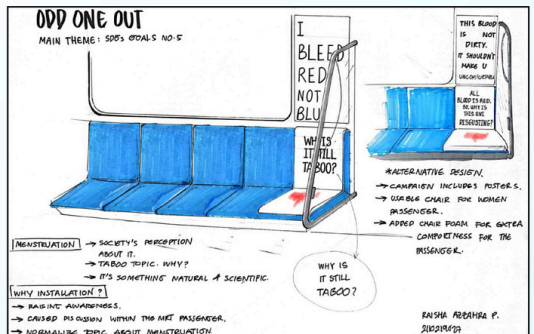 ODD ONE OUT
MAIN THEME: SDG's GOALS NO.5
I
BLEED
RED
NOT
BLU
WHY IS
IT STILL
TABOO?
THIS BLOOD
IS NOT
DIRTY.
IT SHOULDN'T
MAKE U
UNCOMFORTABLE
ALL
BLOOD IS RED.
SO, WHY IS
THIS ONE
DISGUSTING?
*ALTERNATIVE DESIGN.
→ CAMPAIGN INCLUDES POSTERS.
→ USABLE CHAIR FOR WOMEN
PASSENGER.
→ ADDED CHAIR FOAM FOR EXTRA
COMFORTNESS FOR THE
PASSENGER.
MENSTRUATION → SOCIETY'S PERCEPTION
ABOUT IT.
→ TABOO TOPIC. WHY?
→ IT'S SOMETHING NATURAL & SCIENTIFIC.
WHY IS
IT STILL
TABOO?
WHY INSTALLATION?
→ RAISING AWARENESS.
→ CAUSED DISCUSSION WITHIN THE MRT PASSENGER.
→ NORMALIZE TOPIC ABOUT MENSTRUATION
RAISHA AZZAHRA P.